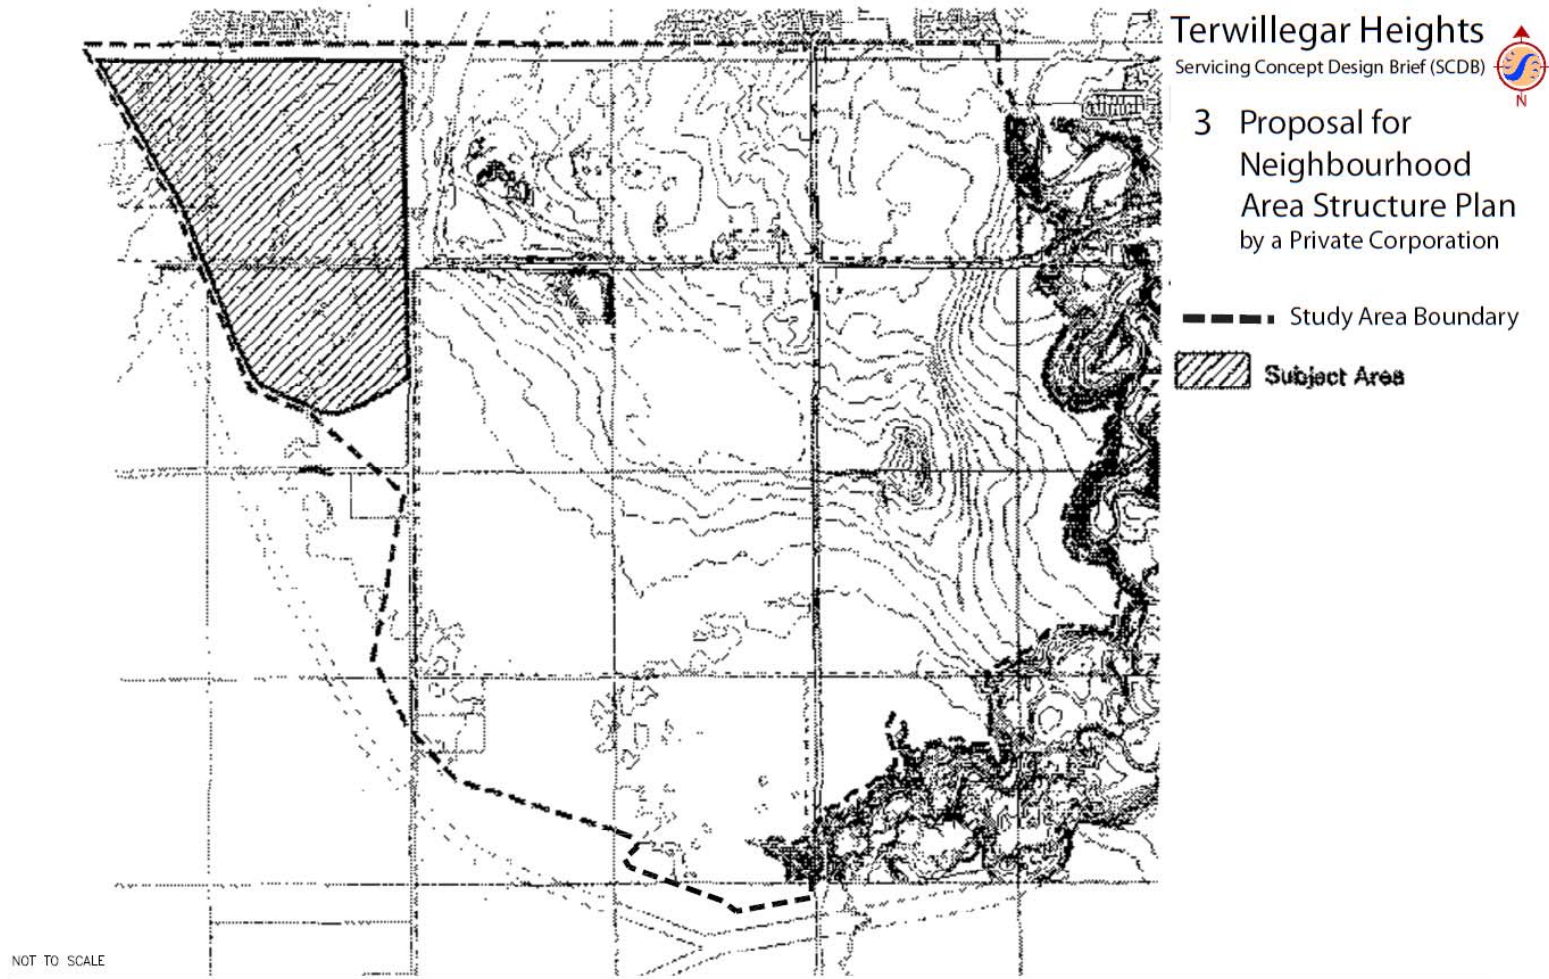 Terwillegar Heights
Servicing Concept Design Brief (SCDB)
N
3 Proposal for
Neighbourhood
Area Structure Plan
by a Private Corporation
Study Area Boundary
Subject Area
NOT TO SCALE